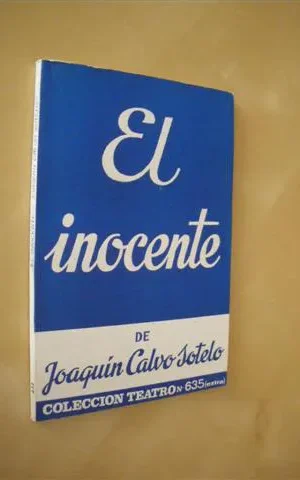 El
inocente
DE
Joaquín Calvo Sotelo
COLECCION TEATRO Nº 635 (extra)